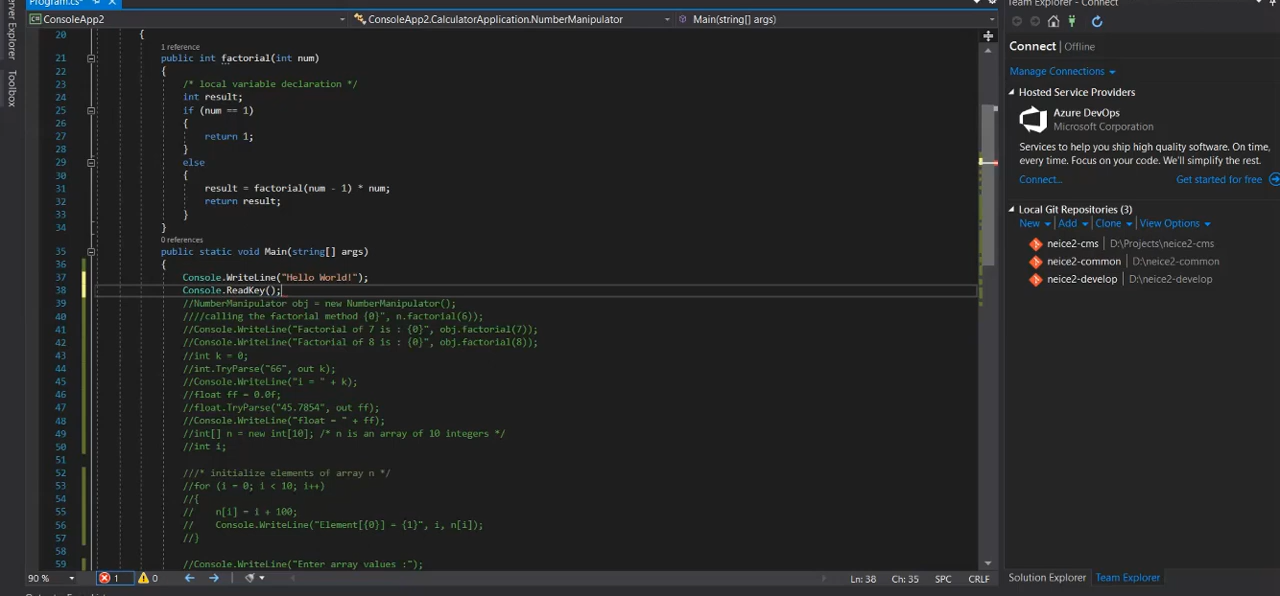 Program.cs*
ConsoleApp2
ConsoleApp2.CalculatorApplication.NumberManipulator
Main(string[] args)
Server Explorer
Toolbox
20 {
1 reference
21 public int factorial(int num)
22 {
23 /* local variable declaration */
24 int result;
25 if (num == 1)
26 {
27 return 1;
28 }
29 else
30 {
31 result = factorial(num - 1) * num;
32 return result;
33 }
34 }
0 references
35 public static void Main(string[] args)
36 {
37 Console.WriteLine("Hello World!");
38 Console.ReadKey();
39 //NumberManipulator obj = new NumberManipulator();
40 ////calling the factorial method {0}", n.factorial(6));
41 //Console.WriteLine("Factorial of 7 is : {0}", obj.factorial(7));
42 //Console.WriteLine("Factorial of 8 is : {0}", obj.factorial(8));
43 //int k = 0;
44 //int.TryParse("66", out k);
45 //Console.WriteLine("i = " + k);
46 //float ff = 0.0f;
47 //float.TryParse("45.7854", out ff);
48 //Console.WriteLine("float = " + ff);
49 //int[] n = new int[10]; /* n is an array of 10 integers */
50 //int i;
51
52 ///* initialize elements of array n */
53 //for (i = 0; i < 10; i++)
54 //{
55 // n[i] = i + 100;
56 // Console.WriteLine("Element[{0}] = {1}", i, n[i]);
57 //}
58
59 //Console.WriteLine("Enter array values :");
90 %
1
0
Ln: 38 Ch: 35 SPC CRLF
Team Explorer - Connect
Connect | Offline
Manage Connections
Hosted Service Providers
Azure DevOps
Microsoft Corporation
Services to help you ship high quality software. On time,
every time. Focus on your code. We'll simplify the rest.
Connect... Get started for free
Local Git Repositories (3)
New Add Clone View Options
neice2-cms D:\Projects\neice2-cms
neice2-common D:\neice2-common
neice2-develop D:\neice2-develop
Solution Explorer Team Explorer